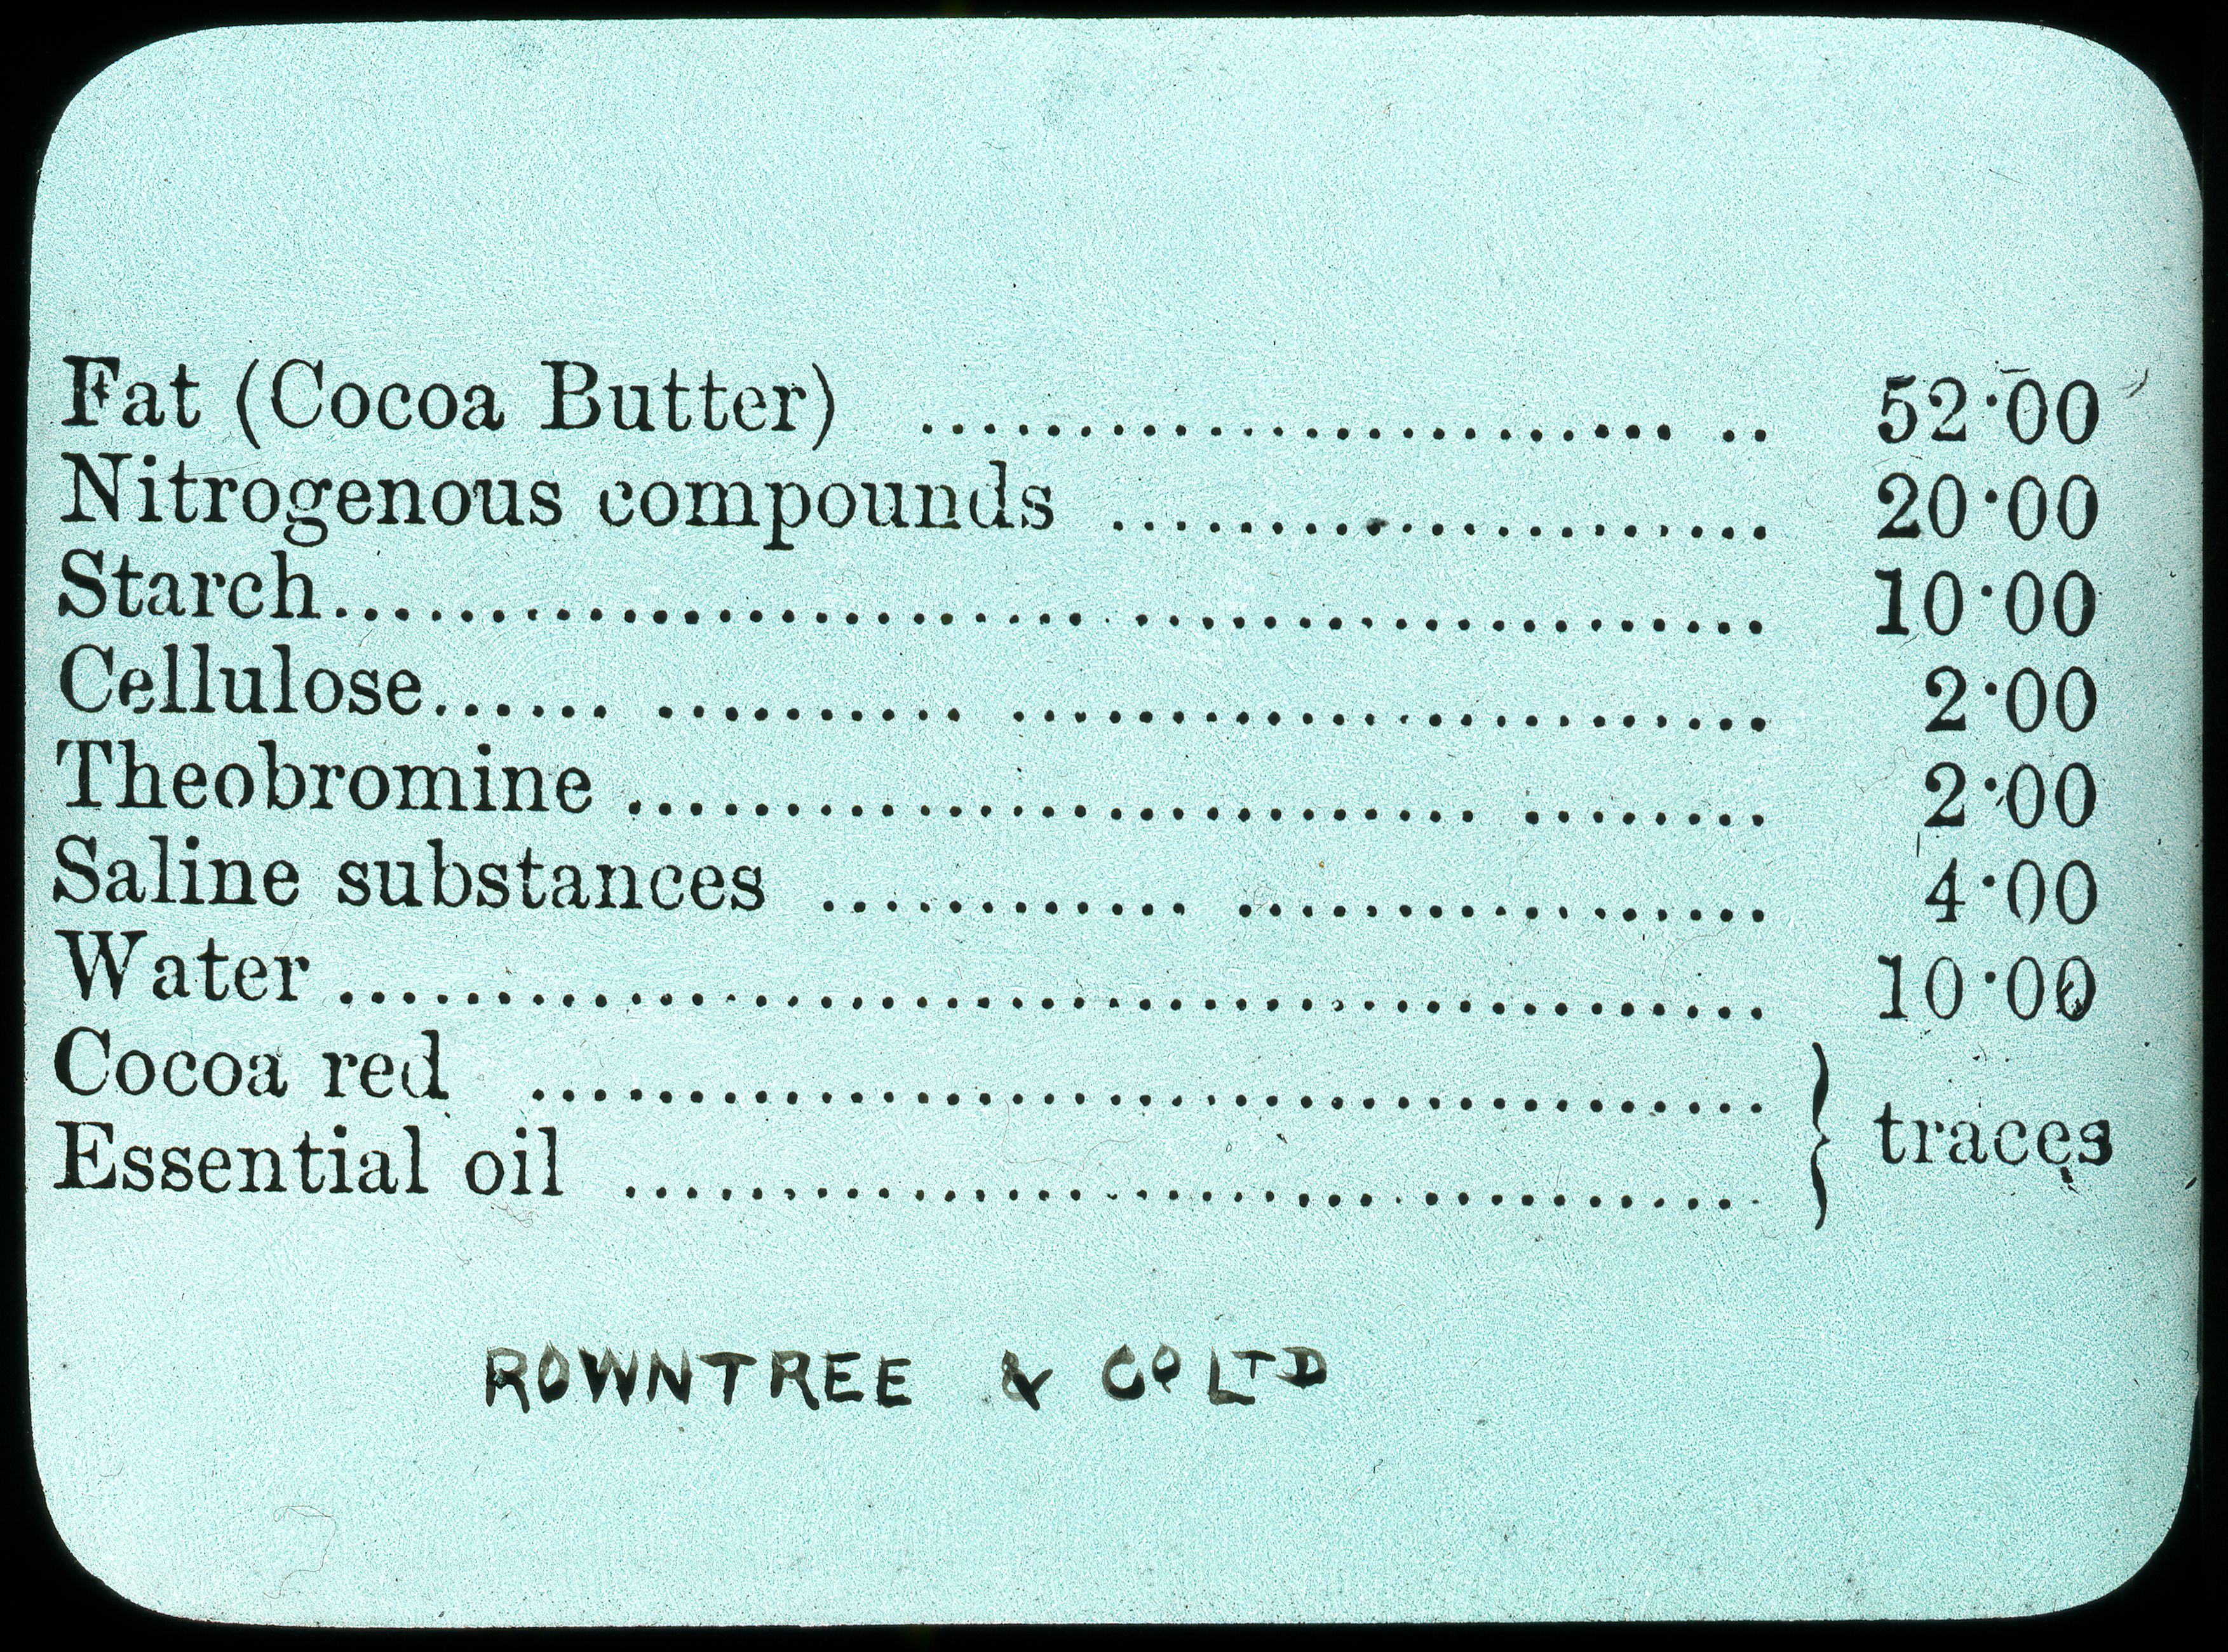 Fat (Cocoa Butter) ........................... .. 52·00
Nitrogenous compounds ..................... 20·00
Starch......................... .................... 10·00
Cellulose...... .......... ........................ 2·00
Theobromine ........................... ........ 2·00
Saline substances ............ ................. 4·00
Water ............................................. 10·00
Cocoa red ....................................... } traces
Essential oil ....................................
ROWNTREE & Co LTD